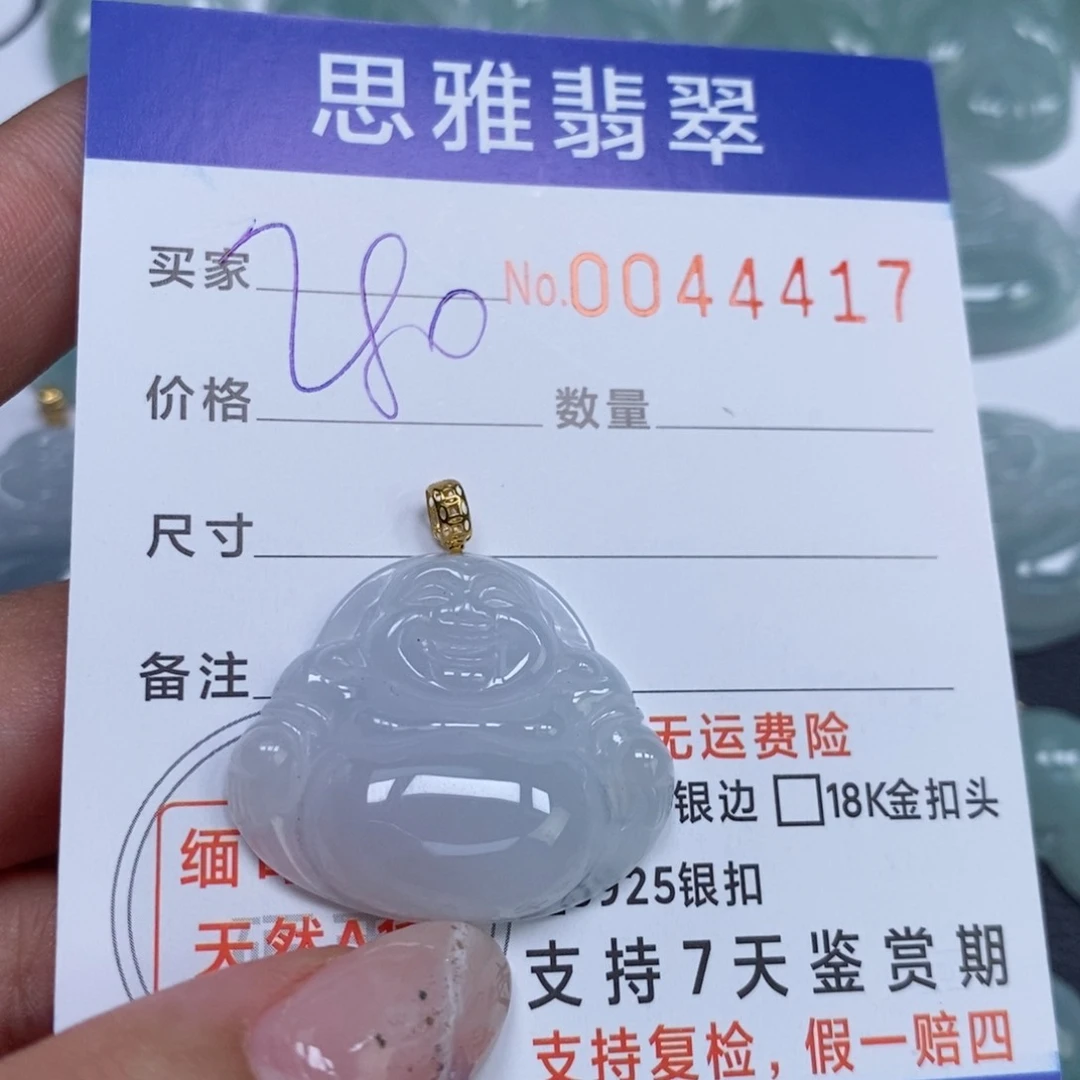 思雅翡翠
买家 280 No.0044417
价格 数量
尺寸
备注
无运费险
银边 □18K金扣头
缅
925银扣
天然A
支持7天鉴赏期
支持复检，假一赔四